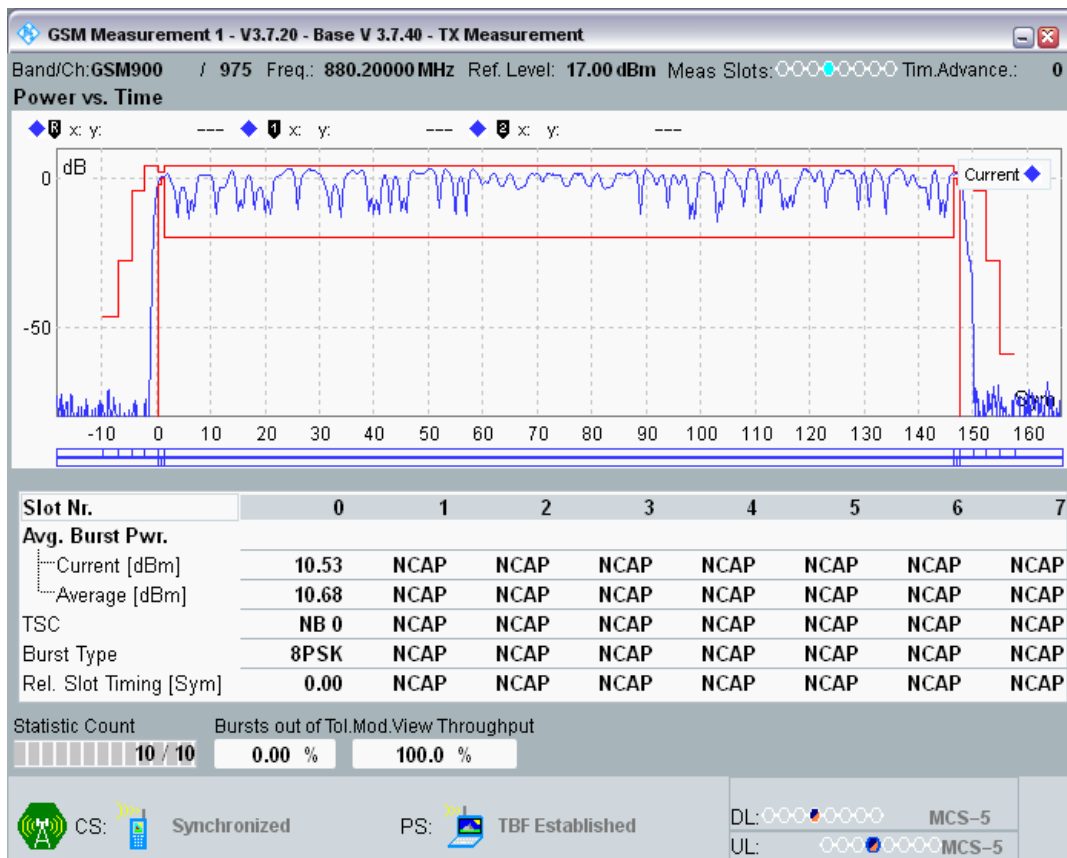 GSM Measurement 1 - V3.7.20 - Base V 3.7.40 - TX Measurement
Band/Ch:GSM900 / 975 Freq.: 880.20000 MHz Ref. Level: 17.00 dBm Meas Slots: Tim.Advance.: 0
Power vs. Time
R x: y: --- 1 x: y: --- 2 x: y: ---
dB
Current
0
-50
Sym
-10 0 10 20 30 40 50 60 70 80 90 100 110 120 130 140 150 160
Slot Nr. 0 1 2 3 4 5 6 7
Avg. Burst Pwr.
Current [dBm] 10.53 NCAP NCAP NCAP NCAP NCAP NCAP NCAP
Average [dBm] 10.68 NCAP NCAP NCAP NCAP NCAP NCAP NCAP
TSC NB 0 NCAP NCAP NCAP NCAP NCAP NCAP NCAP
Burst Type 8PSK NCAP NCAP NCAP NCAP NCAP NCAP NCAP
Rel. Slot Timing [Sym] 0.00 NCAP NCAP NCAP NCAP NCAP NCAP NCAP
Statistic Count Bursts out of Tol. Mod.View Throughput
10 / 10 0.00 % 100.0 %
CS: Synchronized PS: TBF Established DL: MCS-5
UL: MCS-5